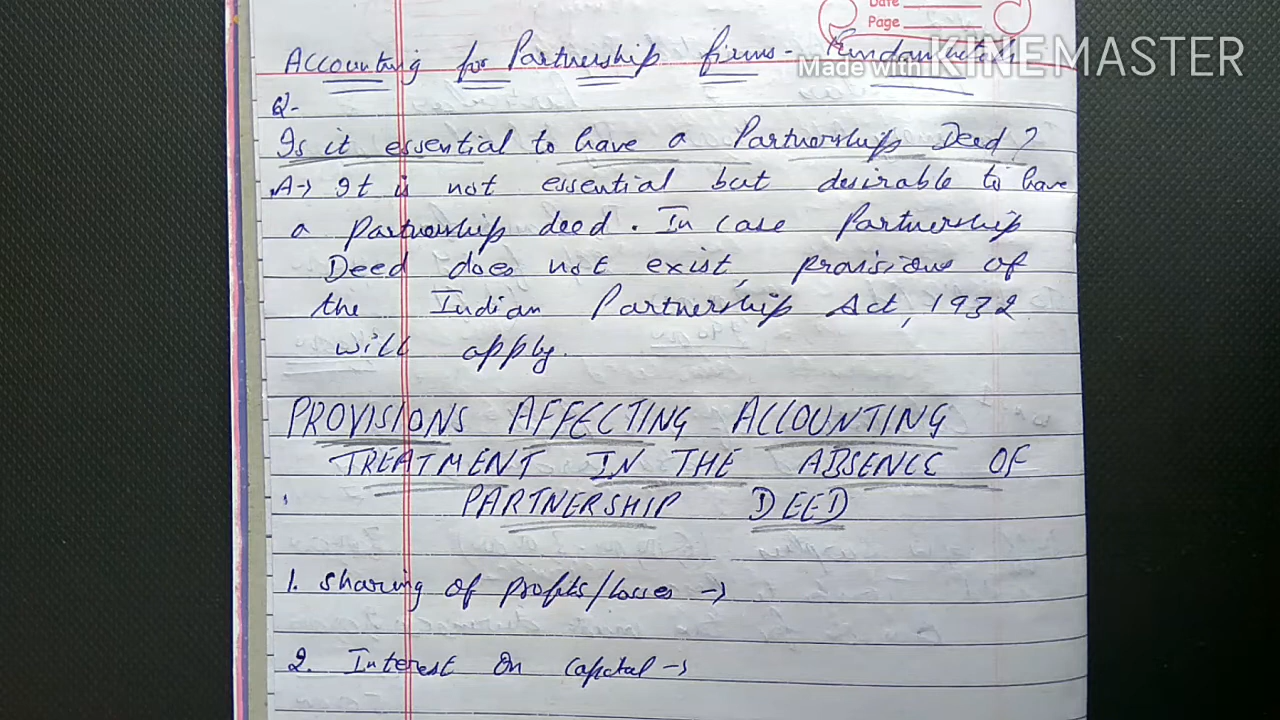 Date
Page
Accounting for Partnership firms - Fundamentals
Made with KINEMASTER
Q-
Is it essential to have a Partnership Deed?
A→ It is not essential but desirable to have
a Partnership deed. In case Partnership
Deed does not exist, provisions of
the Indian Partnership Act, 1932
will apply.
PROVISIONS AFFECTING ACCOUNTING
TREATMENT IN THE ABSENCE OF
PARTNERSHIP DEED
1. Sharing of profits/losses →
2. Interest on capital →